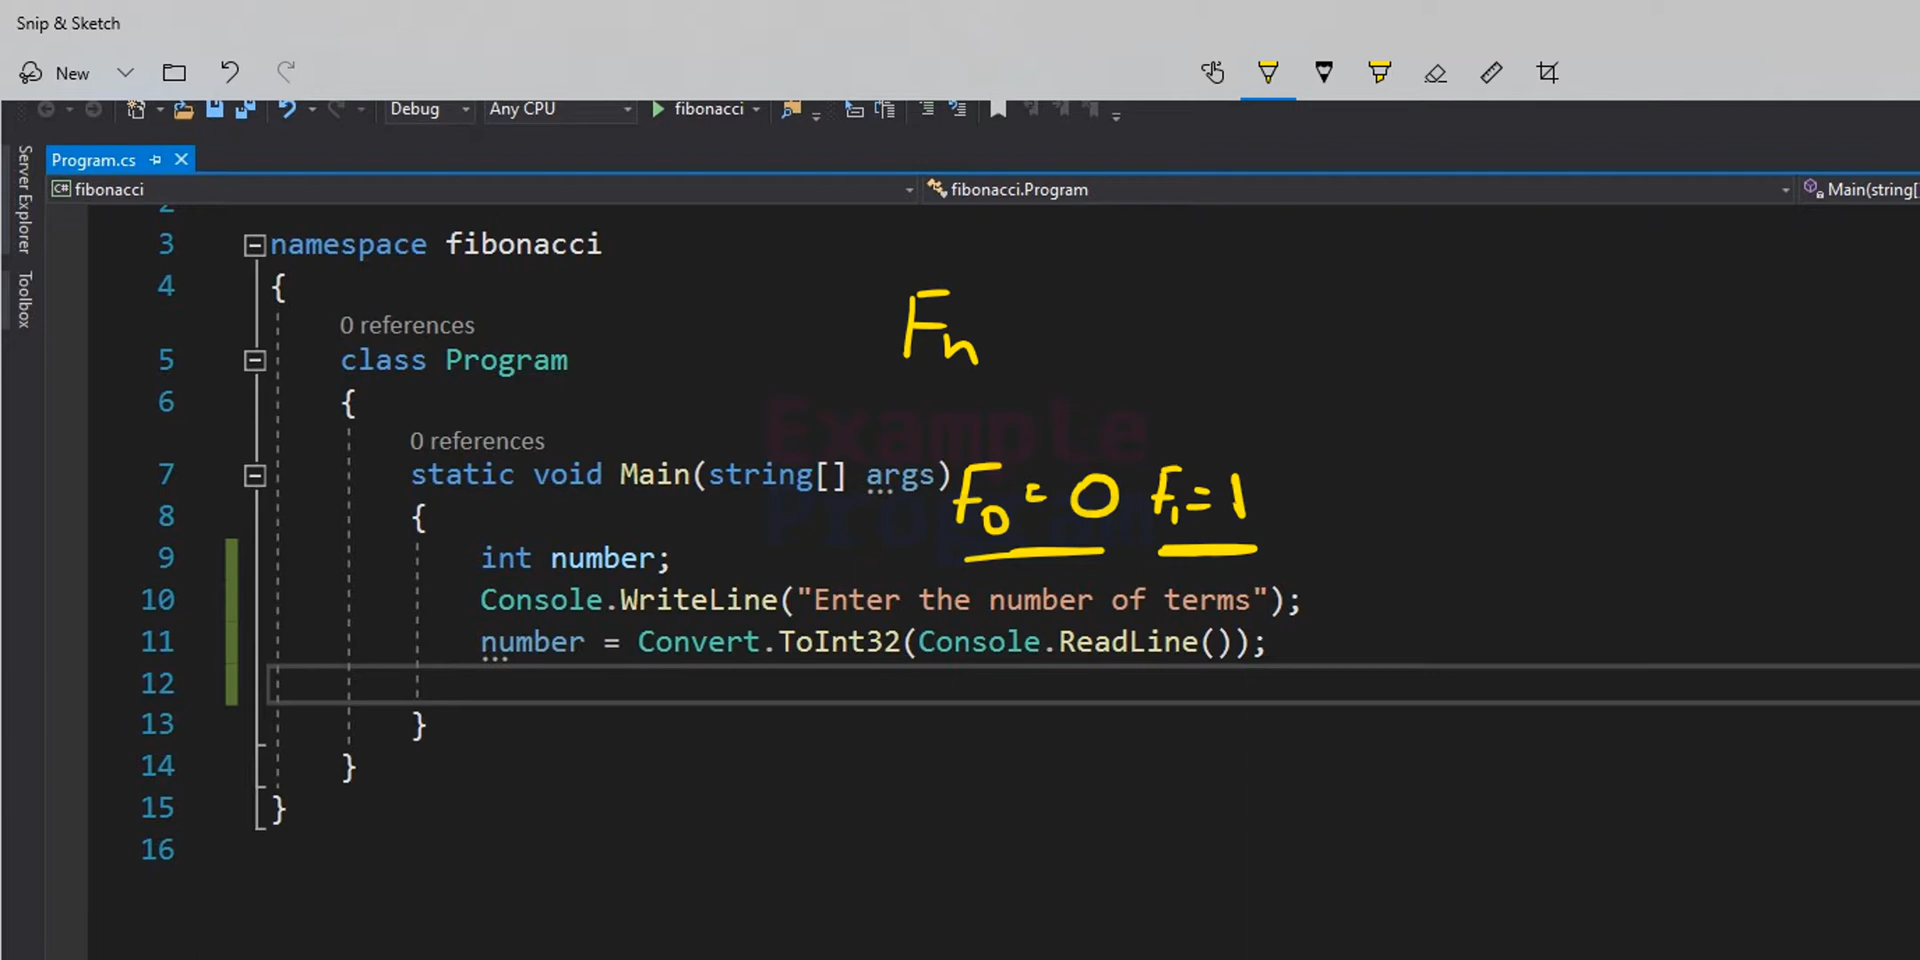 Snip & Sketch
New
Debug Any CPU fibonacci
Server Explorer
Toolbox
Program.cs
C# fibonacci fibonacci.Program Main(string[]
2
3 namespace fibonacci
4 {
Fn
0 references
5 class Program
6 {
Example
0 references
7 static void Main(string[] args)
F0 = 0 F1 = 1
Program
8 {
9 int number;
10 Console.WriteLine("Enter the number of terms");
11 number = Convert.ToInt32(Console.ReadLine());
12
13 }
14 }
15 }
16